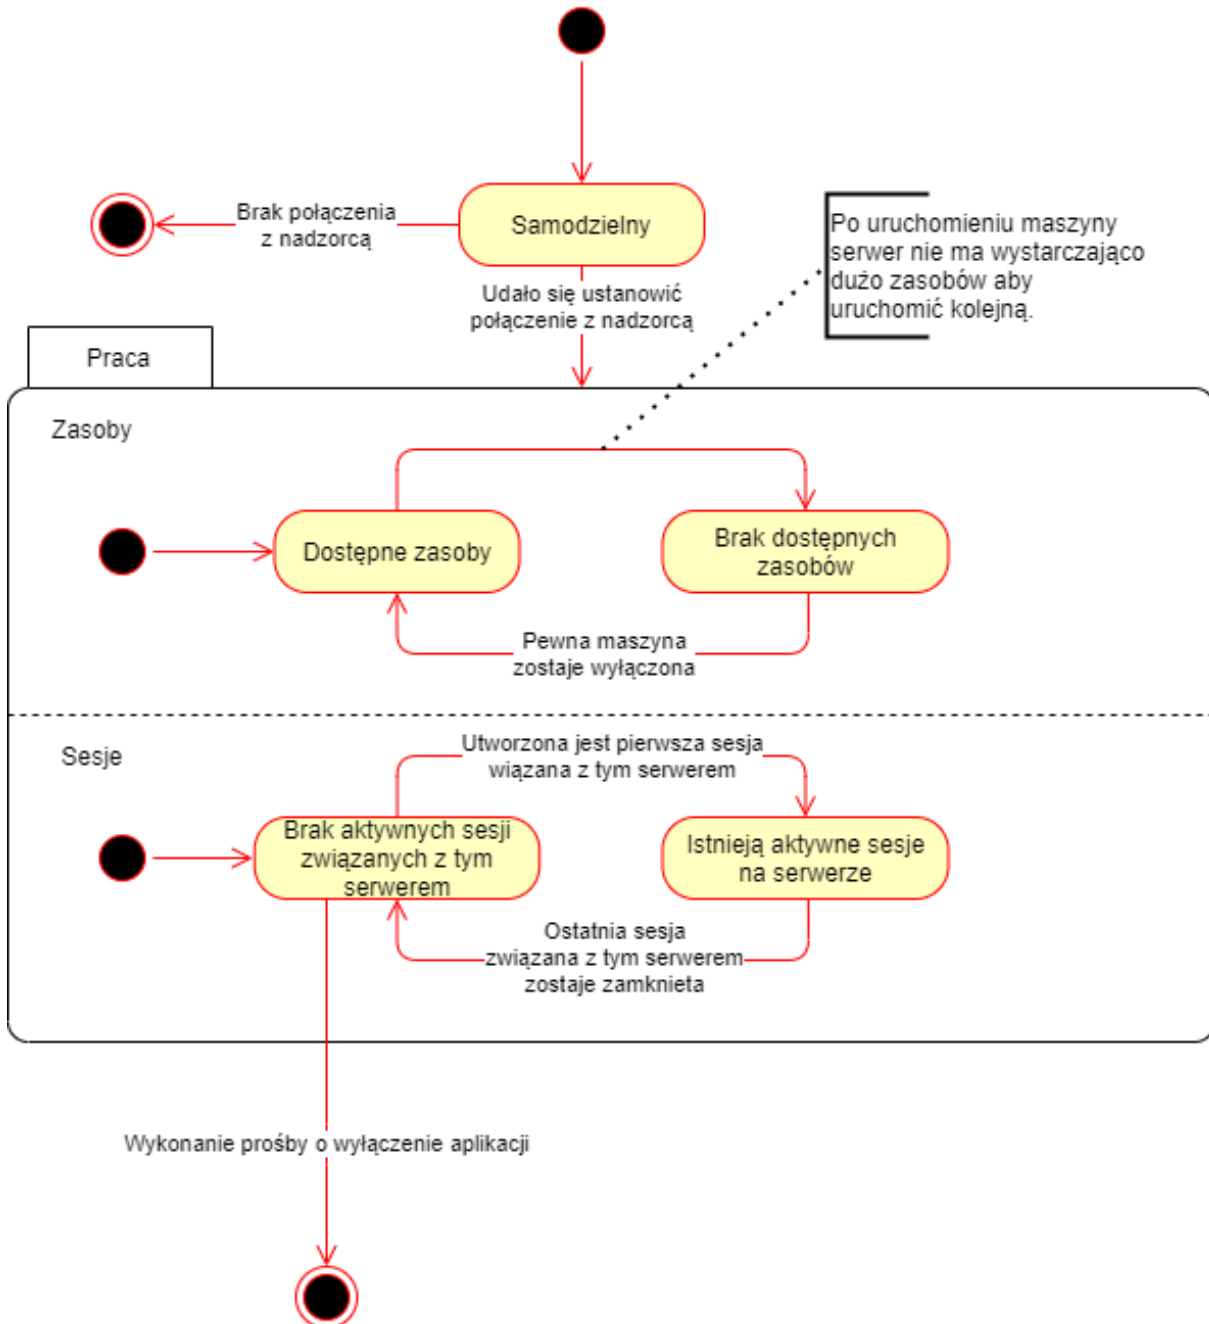 Samodzielny
Brak połączenia
z nadzorcą
Po uruchomieniu maszyny
serwer nie ma wystarczająco
dużo zasobów aby
uruchomić kolejną.
Udało się ustanowić
połączenie z nadzorcą
Praca
Zasoby
Dostępne zasoby
Brak dostępnych
zasobów
Pewna maszyna
zostaje wyłączona
Sesje
Utworzona jest pierwsza sesja
wiązana z tym serwerem
Brak aktywnych sesji
związanych z tym
serwerem
Istnieją aktywne sesje
na serwerze
Ostatnia sesja
związana z tym serwerem
zostaje zamknieta
Wykonanie prośby o wyłączenie aplikacji